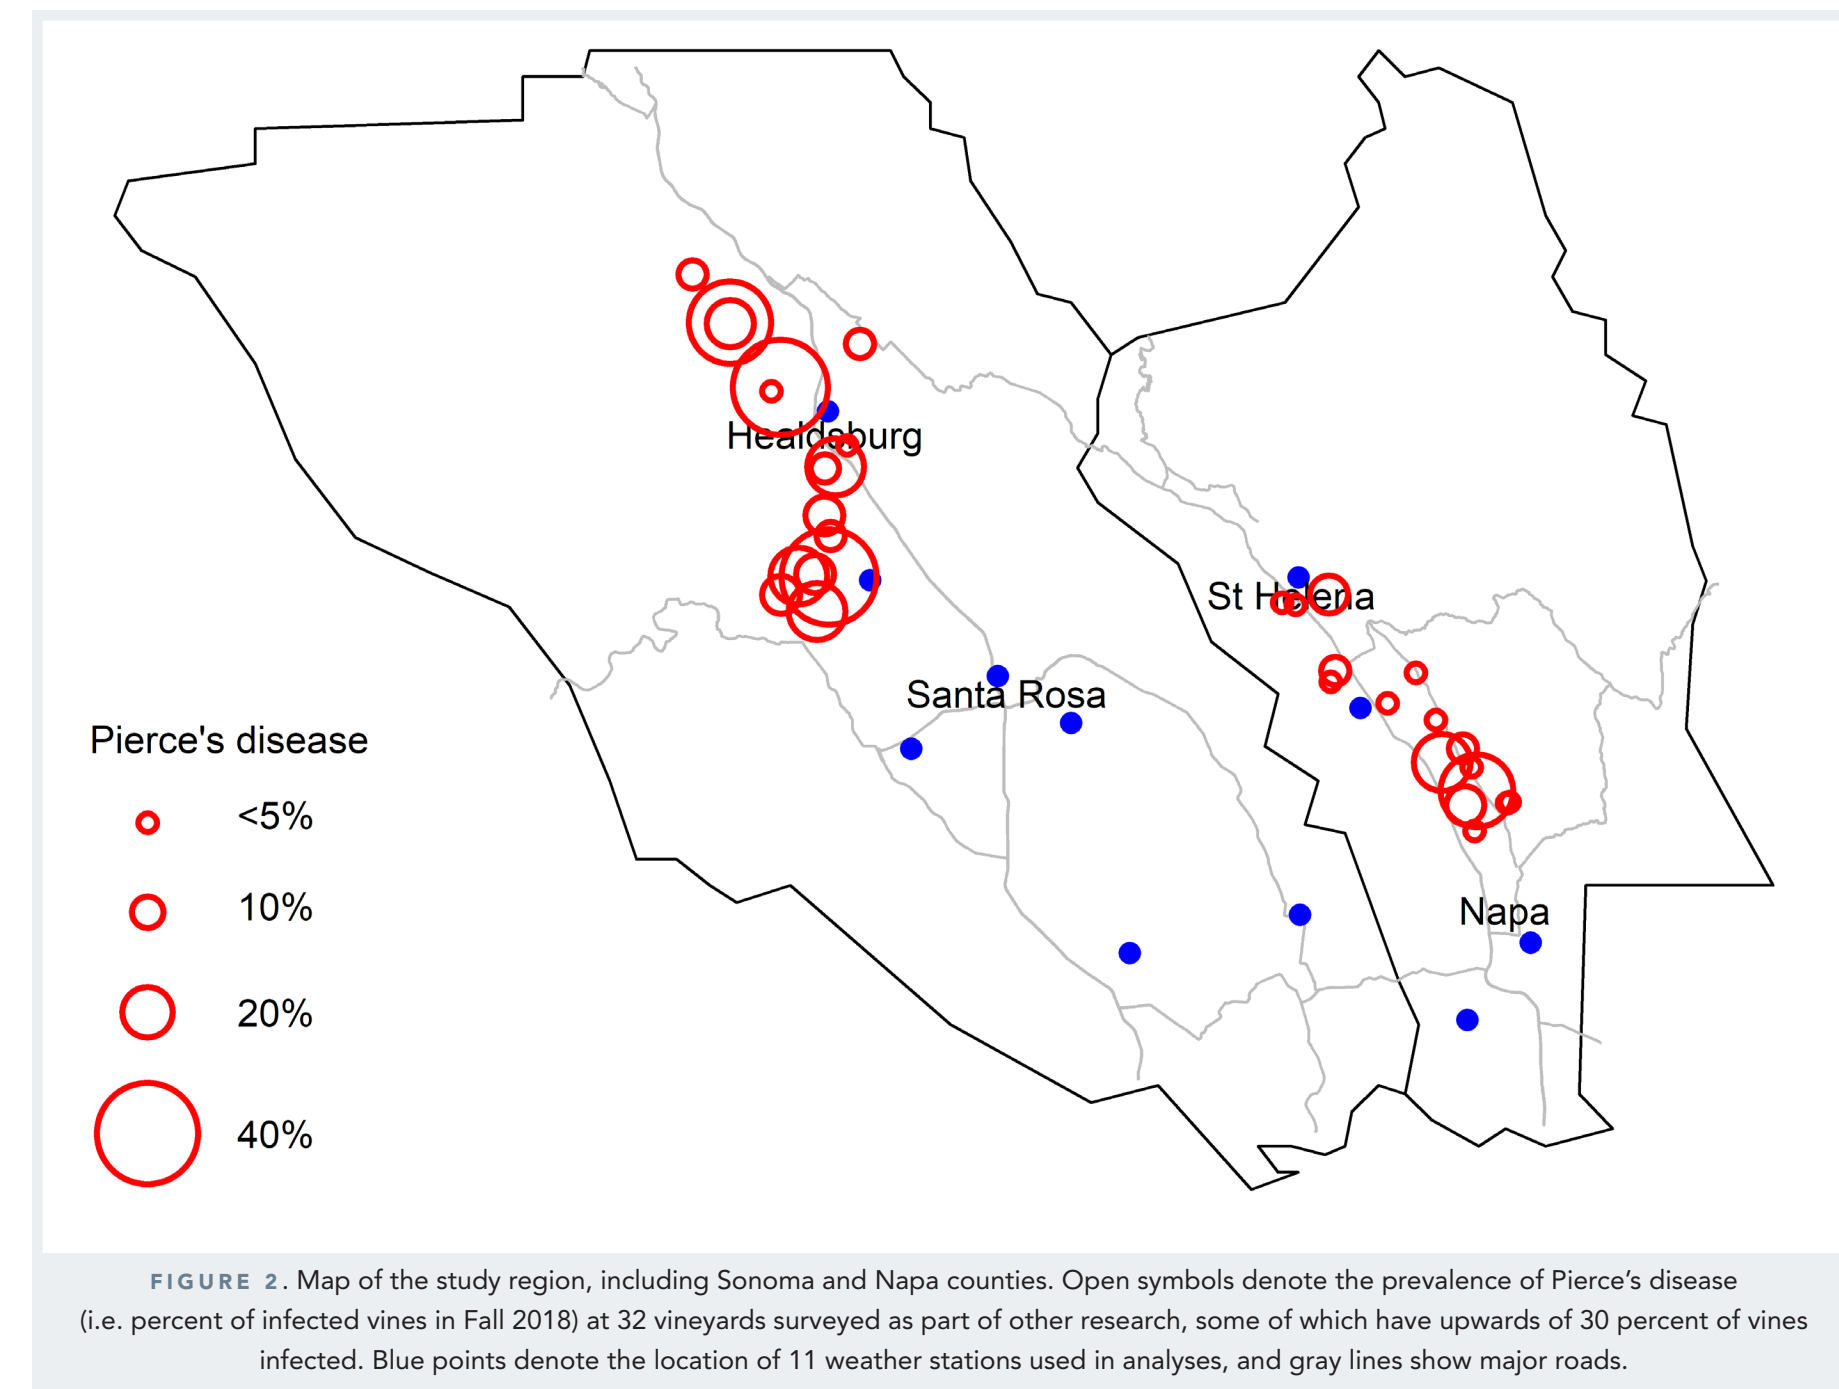 Healdsburg
St Helena
Santa Rosa
Pierce's disease
<5%
10%
Napa
20%
40%
FIGURE 2. Map of the study region, including Sonoma and Napa counties. Open symbols denote the prevalence of Pierce’s disease
(i.e. percent of infected vines in Fall 2018) at 32 vineyards surveyed as part of other research, some of which have upwards of 30 percent of vines
infected. Blue points denote the location of 11 weather stations used in analyses, and gray lines show major roads.